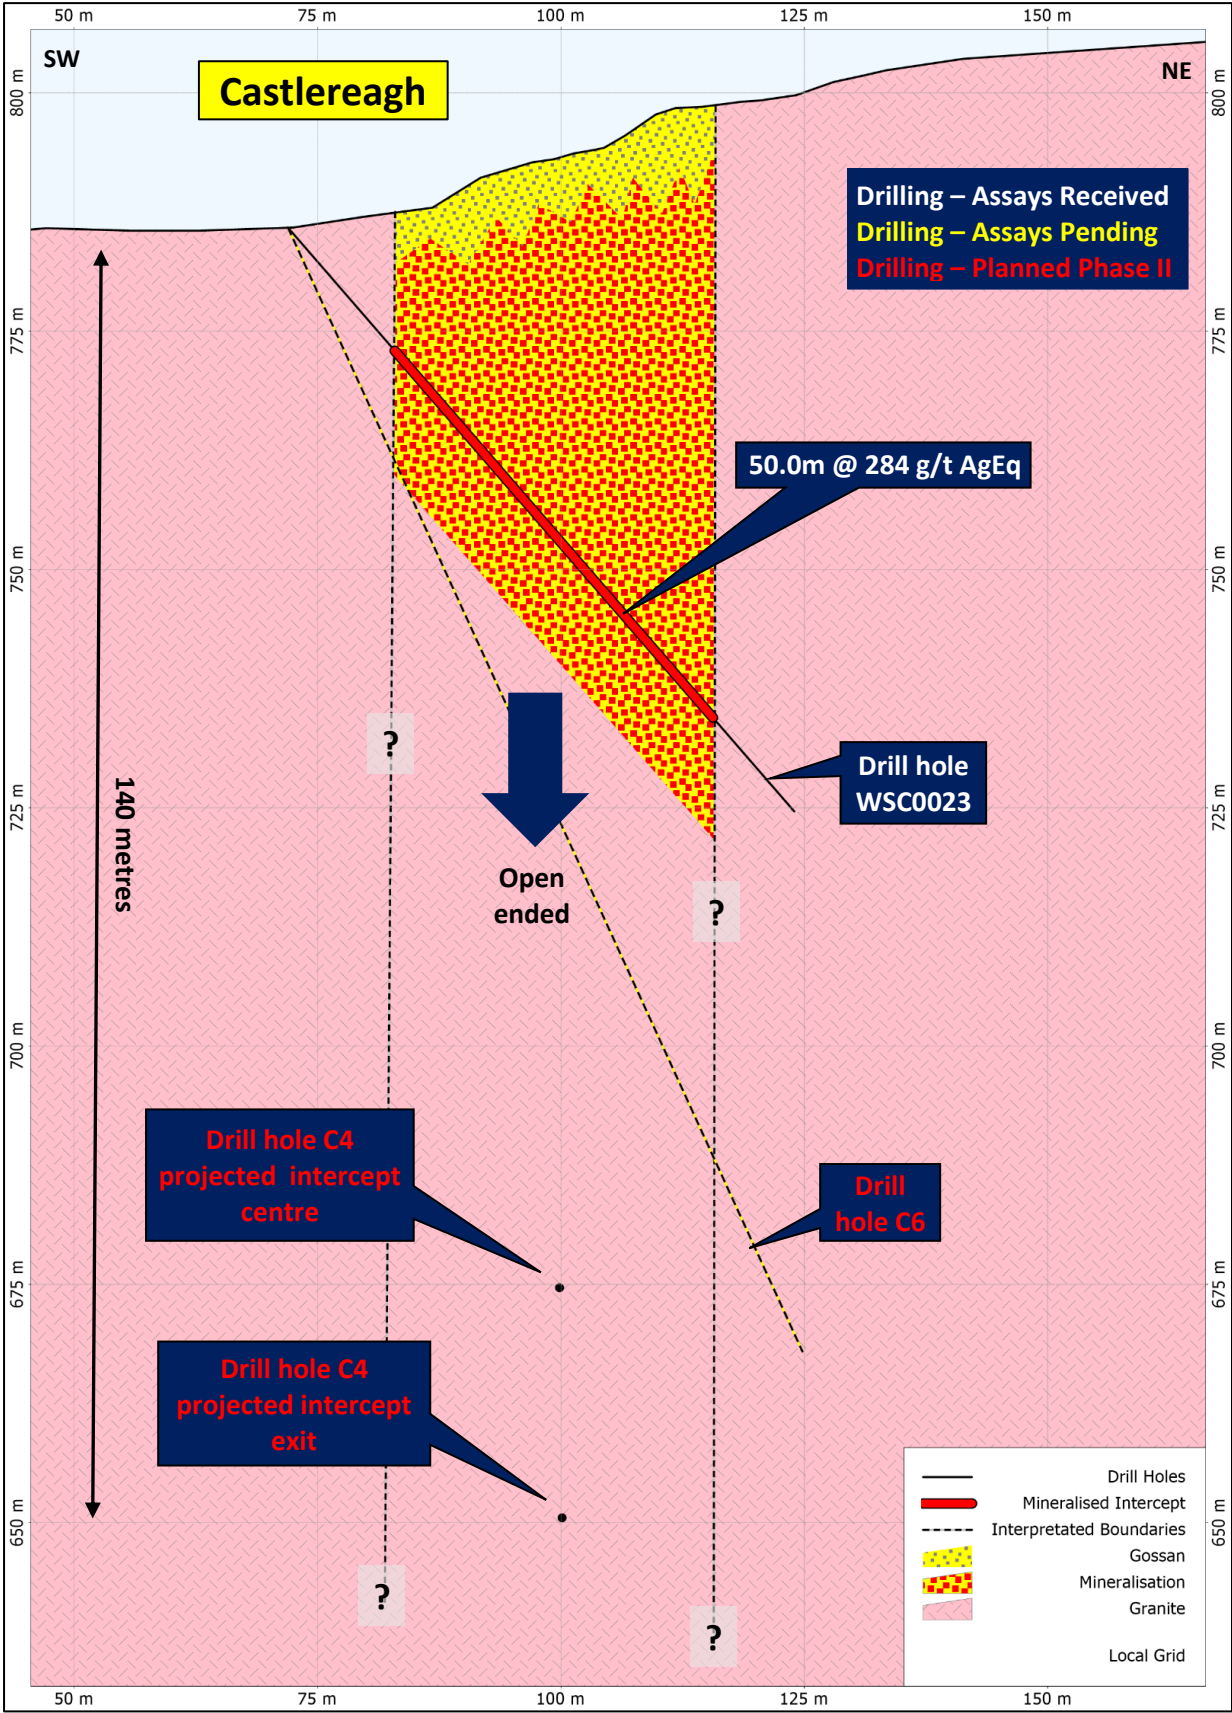 50 m
75 m
100 m
125 m
150 m
SW
NE
Castlereagh
800 m
800 m
Drilling – Assays Received
Drilling – Assays Pending
Drilling – Planned Phase II
775 m
775 m
50.0m @ 284 g/t AgEq
750 m
750 m
?
Drill hole
WSC0023
140 metres
725 m
725 m
Open
ended
?
700 m
700 m
Drill hole C4
projected intercept
centre
Drill
hole C6
675 m
675 m
Drill hole C4
projected intercept
exit
650 m
650 m
Drill Holes
Mineralised Intercept
Interpretated Boundaries
Gossan
Mineralisation
Granite
Local Grid
?
?
50 m
75 m
100 m
125 m
150 m